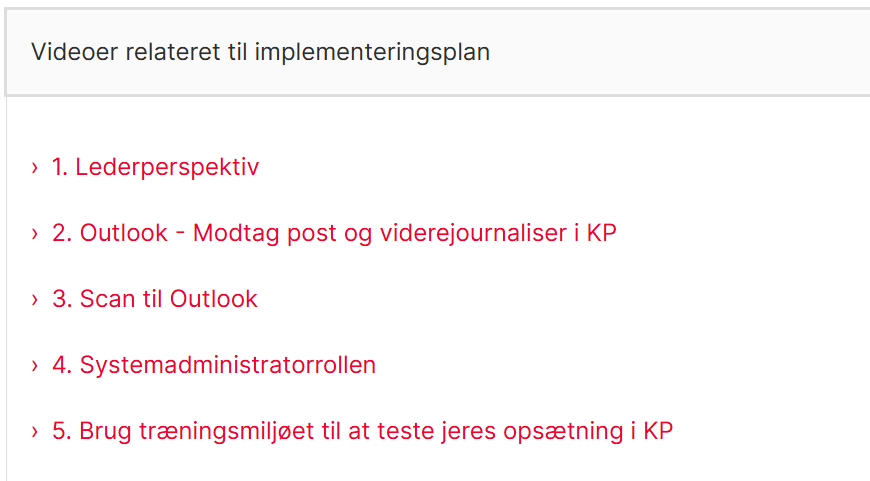 Videoer relateret til implementeringsplan
› 1. Lederperspektiv
› 2. Outlook - Modtag post og viderejournaliser i KP
› 3. Scan til Outlook
› 4. Systemadministratorrollen
› 5. Brug træningsmiljøet til at teste jeres opsætning i KP